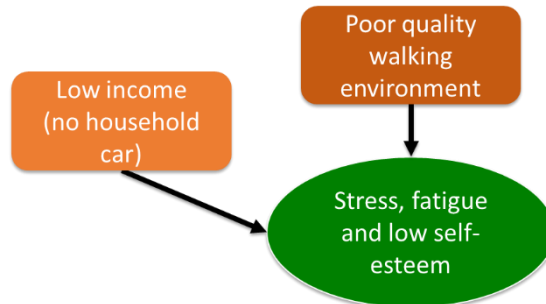 Poor quality
walking
environment
Low income
(no household
car)
Stress, fatigue
and low self-
esteem